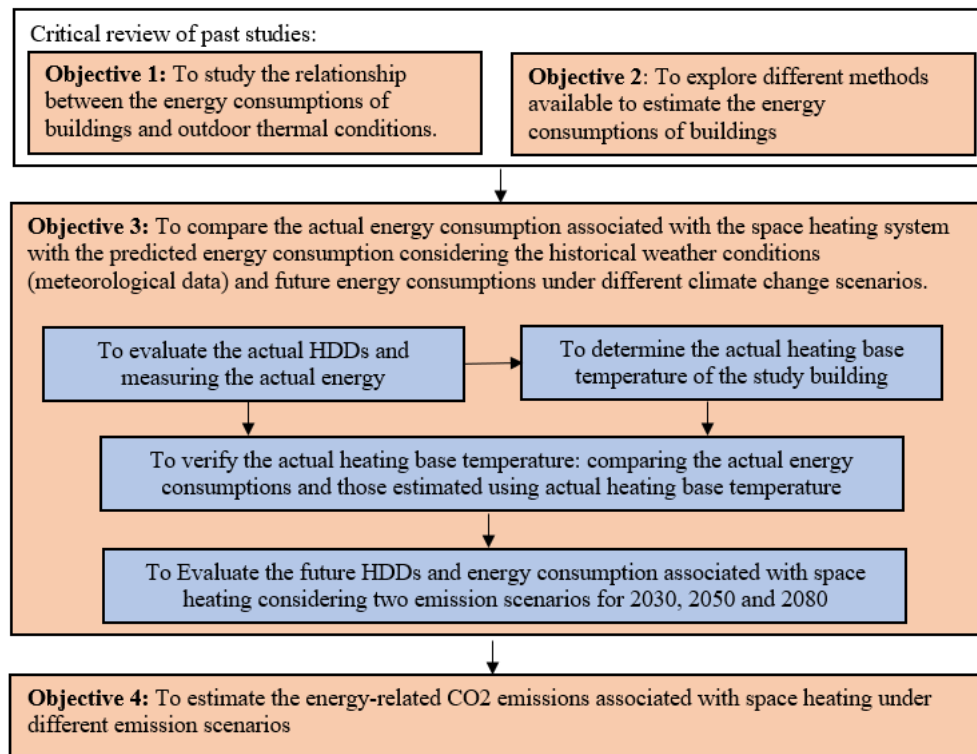 Critical review of past studies:
Objective 1: To study the relationship
between the energy consumptions of
buildings and outdoor thermal conditions.
Objective 2: To explore different methods
available to estimate the energy
consumptions of buildings
Objective 3: To compare the actual energy consumption associated with the space heating system
with the predicted energy consumption considering the historical weather conditions
(meteorological data) and future energy consumptions under different climate change scenarios.
To evaluate the actual HDDs and
measuring the actual energy
To determine the actual heating base
temperature of the study building
To verify the actual heating base temperature: comparing the actual energy
consumptions and those estimated using actual heating base temperature
To Evaluate the future HDDs and energy consumption associated with space
heating considering two emission scenarios for 2030, 2050 and 2080
Objective 4: To estimate the energy-related CO2 emissions associated with space heating under
different emission scenarios